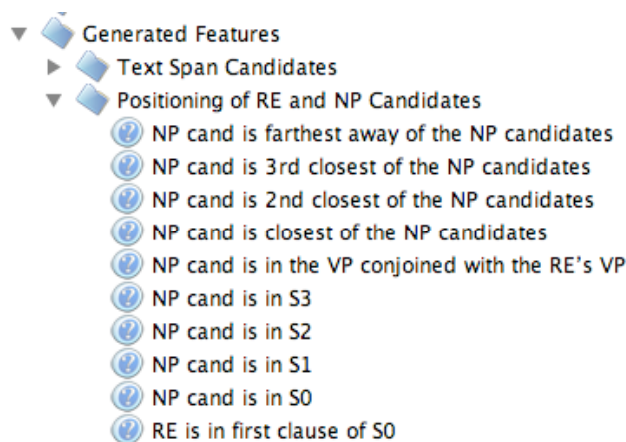 Generated Features
Text Span Candidates
Positioning of RE and NP Candidates
NP cand is farthest away of the NP candidates
NP cand is 3rd closest of the NP candidates
NP cand is 2nd closest of the NP candidates
NP cand is closest of the NP candidates
NP cand is in the VP conjoined with the RE's VP
NP cand is in S3
NP cand is in S2
NP cand is in S1
NP cand is in S0
RE is in first clause of S0